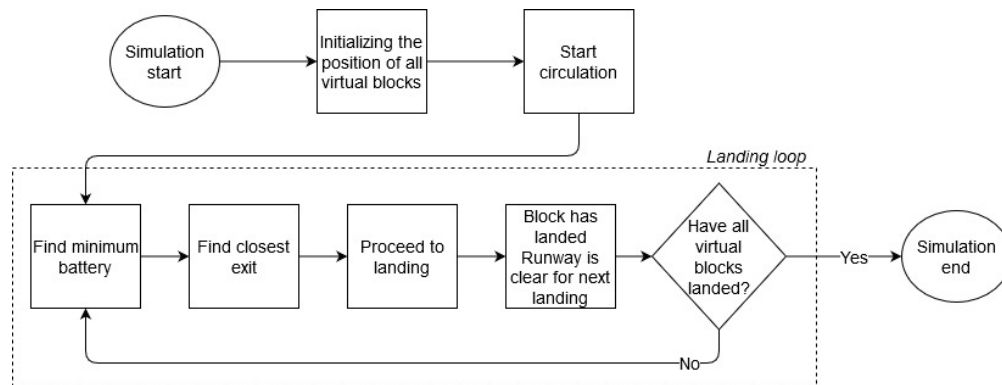 Simulation
start
Initializing the
position of all
virtual blocks
Start
circulation
Landing loop
Find minimum
battery
Find closest
exit
Proceed to
landing
Block has
landed
Runway is
clear for next
landing
Have all
virtual
blocks
landed?
Yes
Simulation
end
No